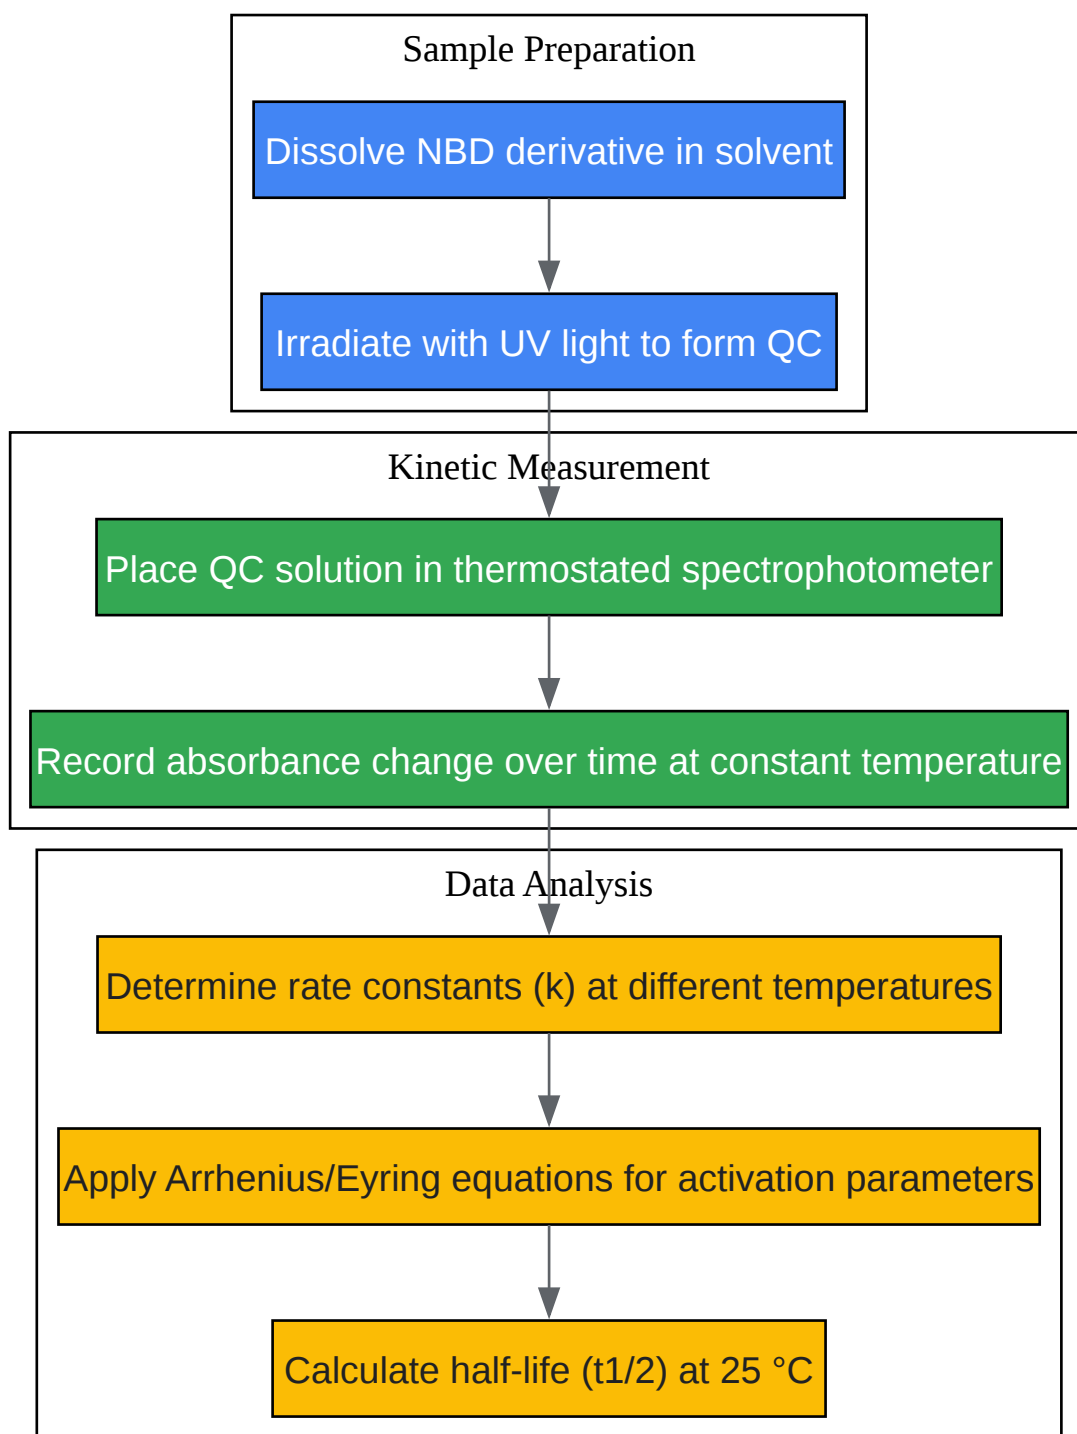 Sample Preparation
Dissolve NBD derivative in solvent
Irradiate with UV light to form QC
Kinetic Measurement
Place QC solution in thermostated spectrophotometer
Record absorbance change over time at constant temperature
Data Analysis
Determine rate constants (k) at different temperatures
Apply Arrhenius/Eyring equations for activation parameters
Calculate half-life (t1/2) at 25 °C